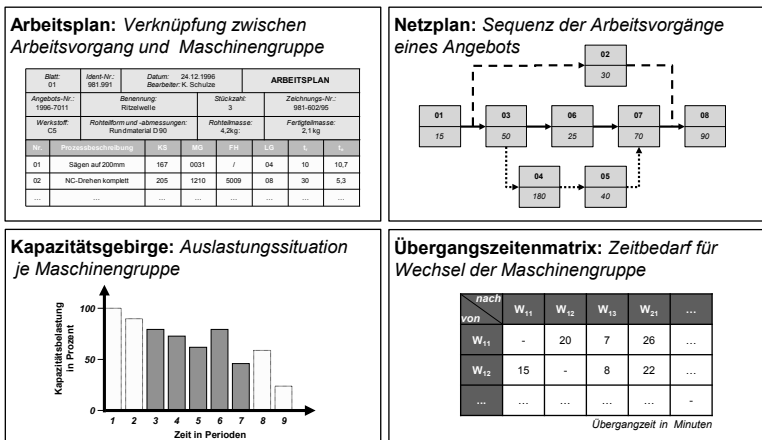 Arbeitsplan: Verknüpfung zwischen
Arbeitsvorgang und Maschinengruppe
Blatt: Ident-Nr.: Datum: 24.12.1996 ARBEITSPLAN
01 981.991 Bearbeiter: K. Schulze
Angebots-Nr.: Benennung: Stückzahl: Zeichnungs-Nr.:
1996-7011 Ritzelwelle 3 981-602/95
Werkstoff: Rohteilform und -abmessungen: Rohteilmasse: Fertigteilmasse:
C5 Rundmaterial D90 4,2kg: 2,1kg
Nr. Prozessbeschreibung KS MG FH LG
01 Sägen auf 200mm 167 0031 / 04 10 10,7
02 NC-Drehen komplett 205 1210 5009 08 30 5,3
... ... ... ... ... ... ... ...
Netzplan: Sequenz der Arbeitsvorgänge
eines Angebots
02
30
01 03 06 07 08
15 50 25 70 90
04 05
180 40
Kapazitätsgebirge: Auslastungssituation
je Maschinengruppe
Kapazitätsbelastung
in Prozent
100
50
0
1 2 3 4 5 6 7 8 9
Zeit in Perioden
Übergangszeitenmatrix: Zeitbedarf für
Wechsel der Maschinengruppe
nach
von W11 W12 W13 W21 ...
W11 - 20 7 26 ...
W12 15 - 8 22 ...
... ... ... ... ... -
Übergangzeit in Minuten